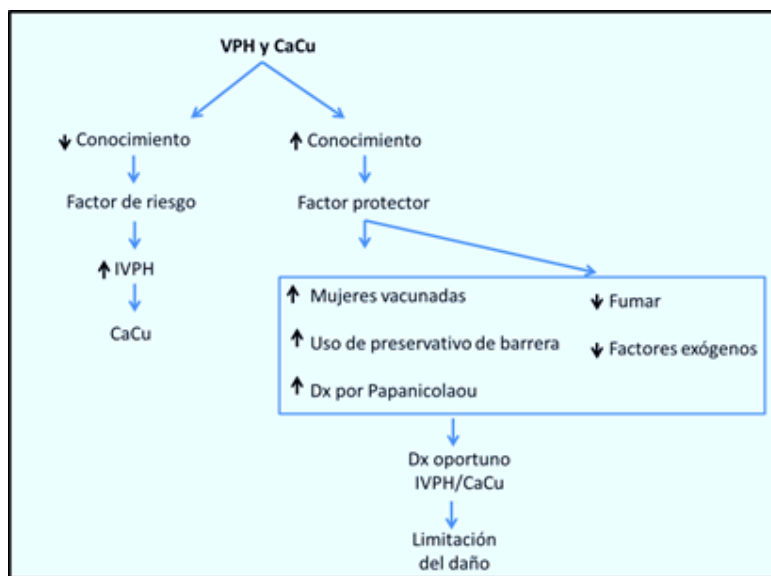 VPH y CaCu
↓ Conocimiento
↑ Conocimiento
Factor de riesgo
Factor protector
↑ IVPH
CaCu
↑ Mujeres vacunadas
↓ Fumar
↑ Uso de preservativo de barrera
↓ Factores exógenos
↑ Dx por Papanicolaou
Dx oportuno
IVPH/CaCu
Limitación
del daño